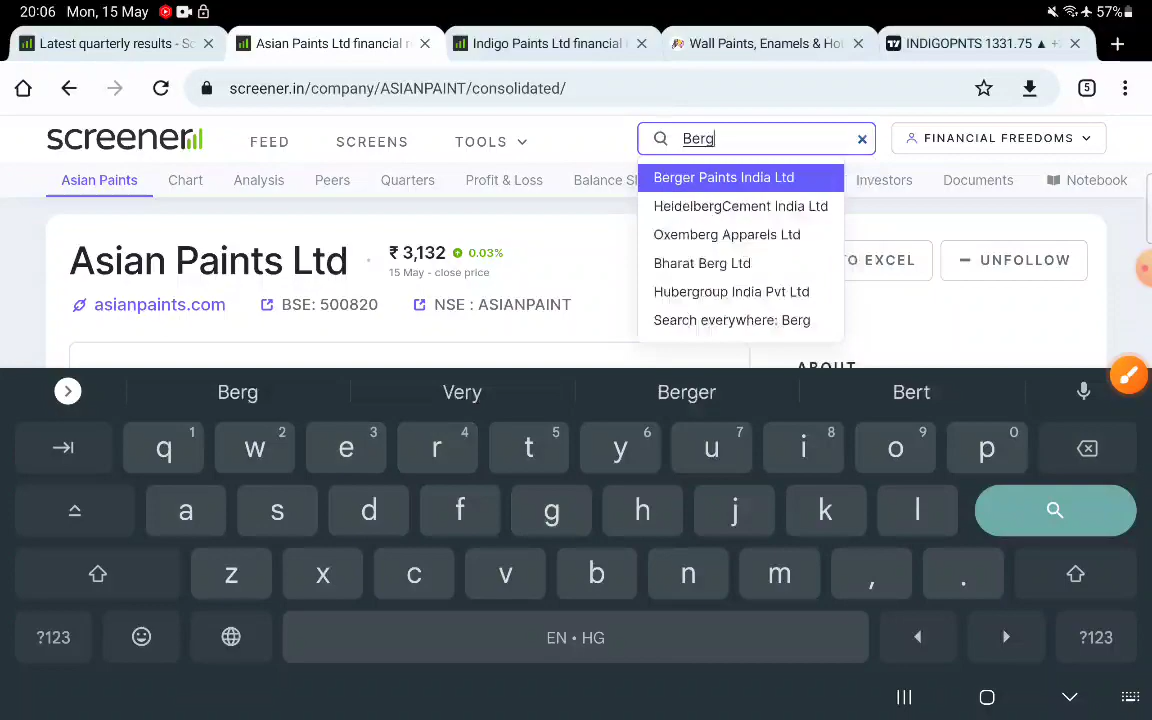 20:06 Mon, 15 May 57%
Latest quarterly results - Sc
Asian Paints Ltd financial r
Indigo Paints Ltd financial
Wall Paints, Enamels & Ho
INDIGOPNTS 1331.75 ▲ +
screener.in/company/ASIANPAINT/consolidated/ 5
screener FEED SCREENS TOOLS Berg FINANCIAL FREEDOMS
Asian Paints Chart Analysis Peers Quarters Profit & Loss Balance Sh Investors Documents Notebook
Berger Paints India Ltd
HeidelbergCement India Ltd
Oxemberg Apparels Ltd
Bharat Berg Ltd
Hubergroup India Pvt Ltd
Search everywhere: Berg
Asian Paints Ltd ₹ 3,132 0.03%
15 May - close price
TO EXCEL UNFOLLOW
asianpaints.com BSE: 500820 NSE : ASIANPAINT
ABOUT
Berg Very Berger Bert
q 1 w 2 e 3 r 4 t 5 y 6 u 7 i 8 o 9 p 0
a s d f g h j k l
z x c v b n m , .
?123 EN • HG ?123